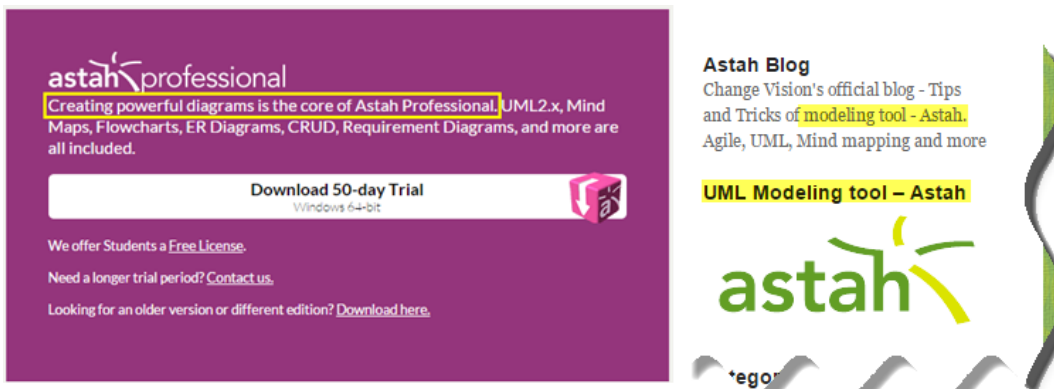 astah professional
Creating powerful diagrams is the core of Astah Professional. UML2.x, Mind
Maps, Flowcharts, ER Diagrams, CRUD, Requirement Diagrams, and more are
all included.
Download 50-day Trial
Windows 64-bit
a
We offer Students a Free License.
Need a longer trial period? Contact us.
Looking for an older version or different edition? Download here.
Astah Blog
Change Vision's official blog - Tips
and Tricks of modeling tool - Astah.
Agile, UML, Mind mapping and more
UML Modeling tool – Astah
astah